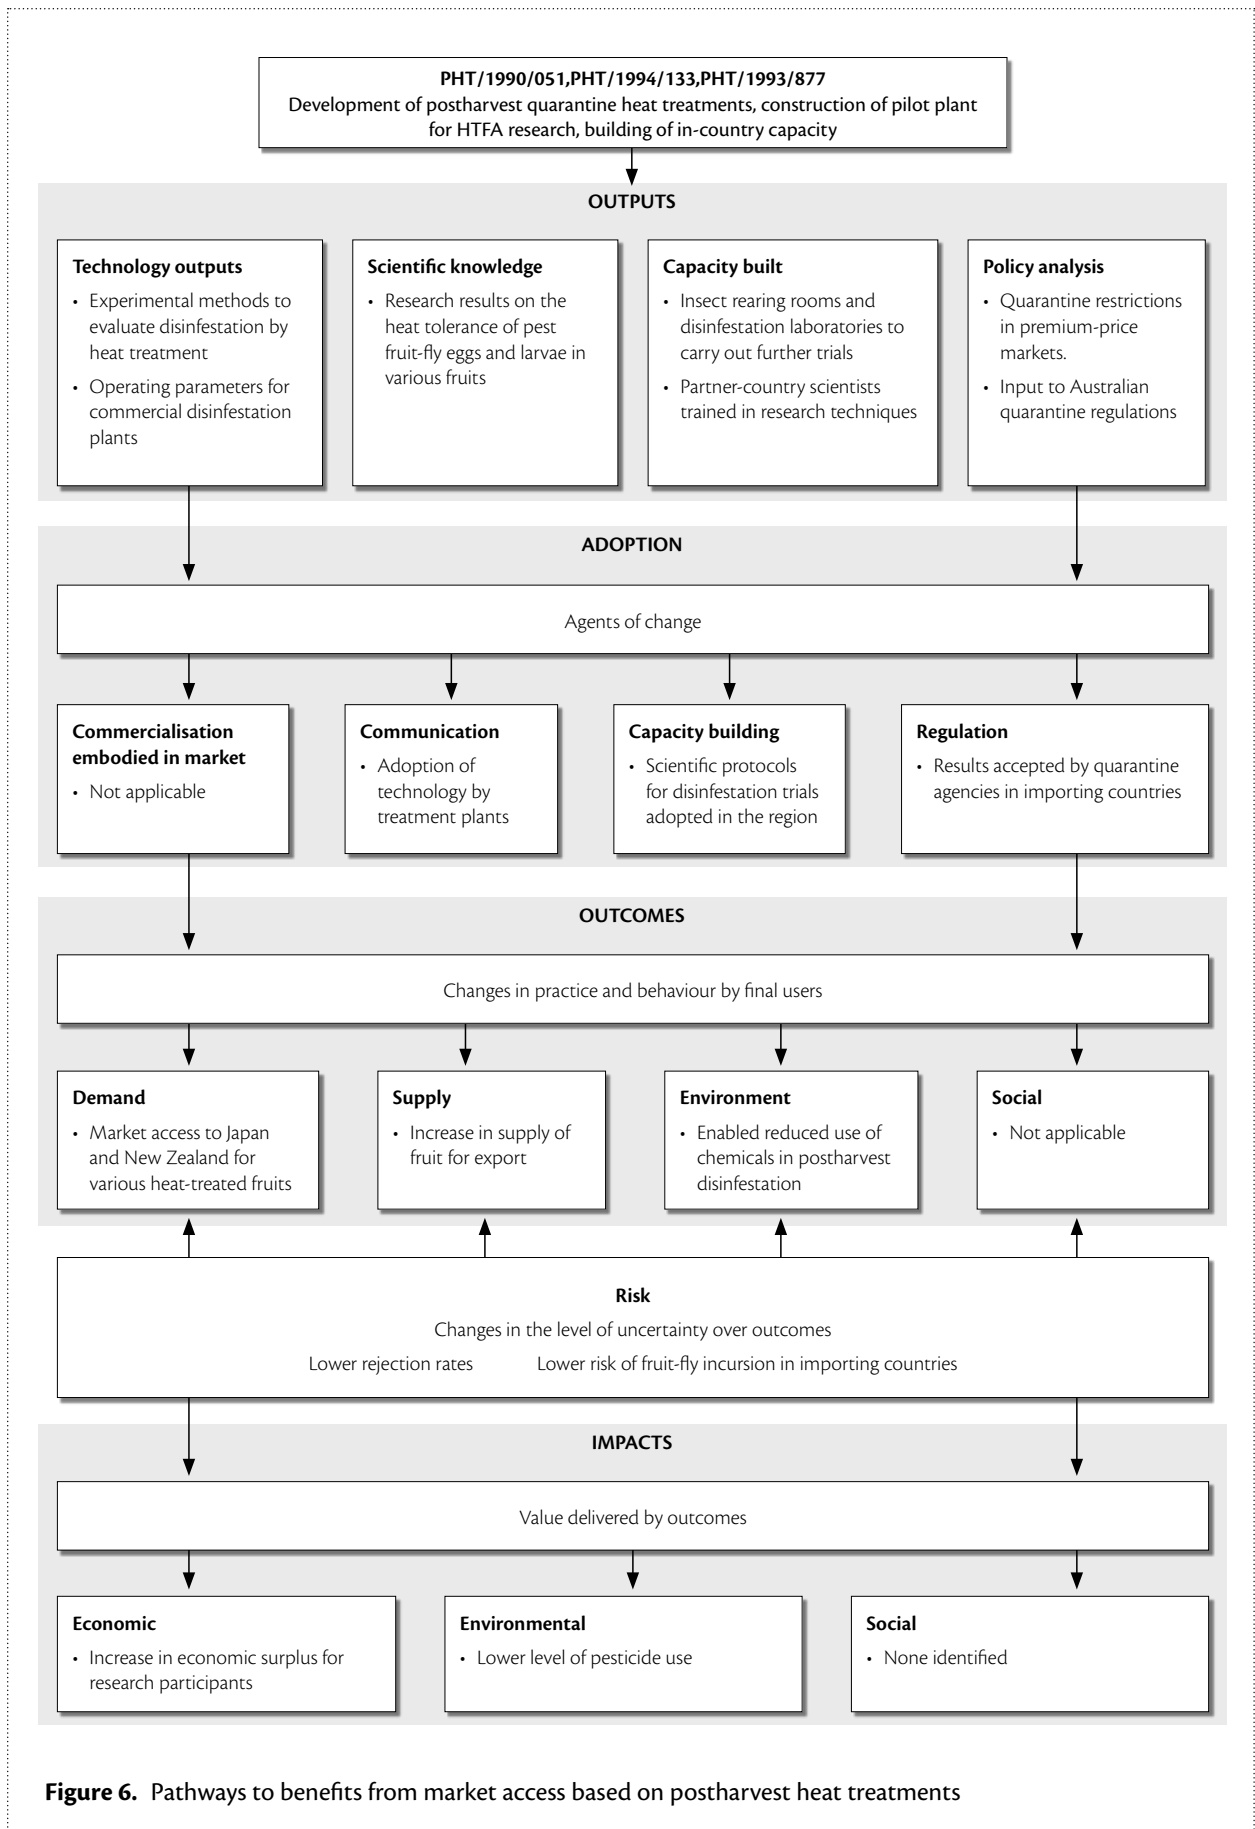 PHT/1990/051,PHT/1994/133,PHT/1993/877
Development of postharvest quarantine heat treatments, construction of pilot plant
for HTFA research, building of in-country capacity
OUTPUTS
Technology outputs
• Experimental methods to
evaluate disinfestation by
heat treatment
• Operating parameters for
commercial disinfestation
plants
Scientific knowledge
• Research results on the
heat tolerance of pest
fruit-fly eggs and larvae in
various fruits
Capacity built
• Insect rearing rooms and
disinfestation laboratories to
carry out further trials
• Partner-country scientists
trained in research techniques
Policy analysis
• Quarantine restrictions
in premium-price
markets.
• Input to Australian
quarantine regulations
ADOPTION
Agents of change
Commercialisation
embodied in market
• Not applicable
Communication
• Adoption of
technology by
treatment plants
Capacity building
• Scientific protocols
for disinfestation trials
adopted in the region
Regulation
• Results accepted by quarantine
agencies in importing countries
OUTCOMES
Changes in practice and behaviour by final users
Demand
• Market access to Japan
and New Zealand for
various heat-treated fruits
Supply
• Increase in supply of
fruit for export
Environment
• Enabled reduced use of
chemicals in postharvest
disinfestation
Social
• Not applicable
Risk
Changes in the level of uncertainty over outcomes
Lower rejection rates Lower risk of fruit-fly incursion in importing countries
IMPACTS
Value delivered by outcomes
Economic
• Increase in economic surplus for
research participants
Environmental
• Lower level of pesticide use
Social
• None identified
Figure 6. Pathways to benefits from market access based on postharvest heat treatments